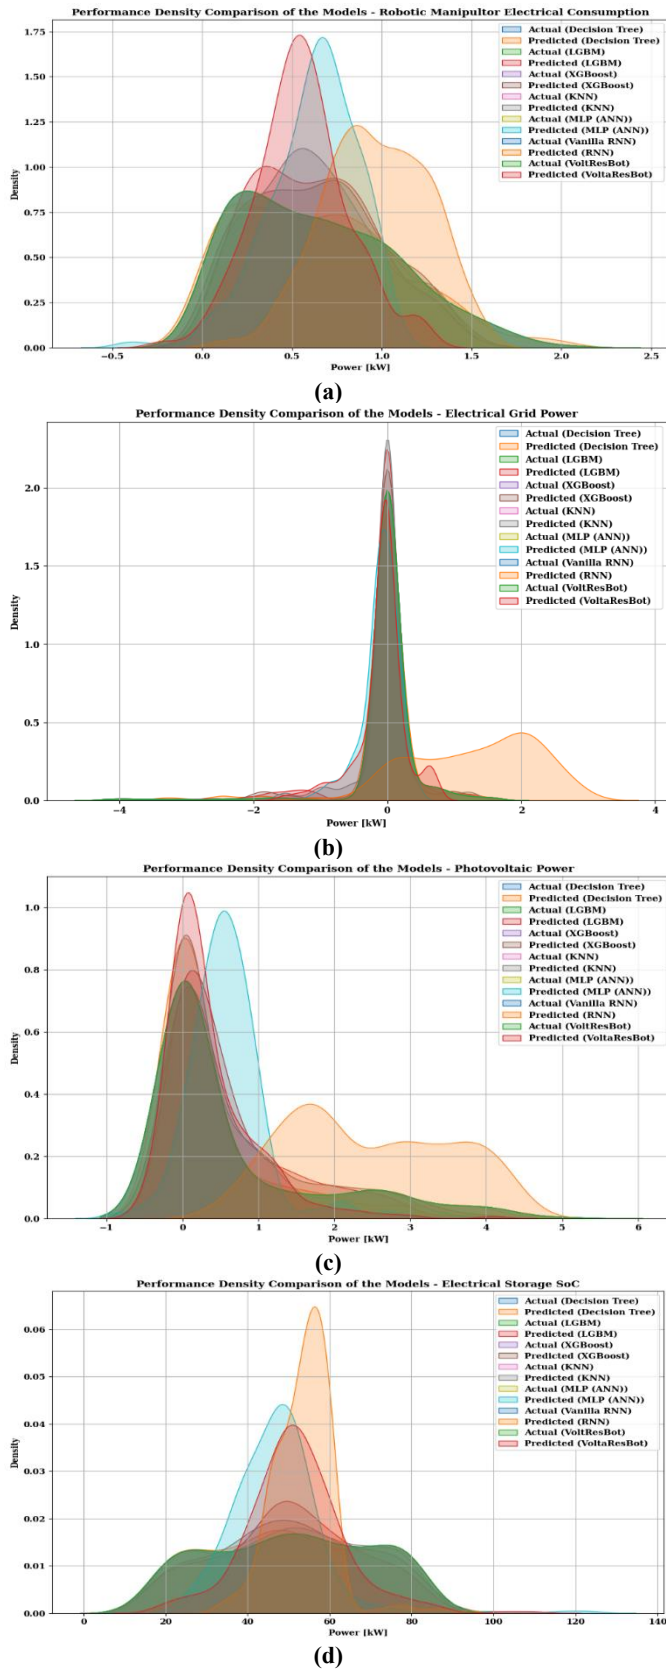 Performance Density Comparison of the Models - Robotic Manipultor Electrical Consumption
1.75
1.50
1.25
1.00
0.75
0.50
0.25
0.00
Density
Actual (Decision Tree)
Predicted (Decision Tree)
Actual (LGBM)
Predicted (LGBM)
Actual (XGBoost)
Predicted (XGBoost)
Actual (KNN)
Predicted (KNN)
Actual (MLP (ANN))
Predicted (MLP (ANN))
Actual (Vanilla RNN)
Predicted (RNN)
Actual (VoltResBot)
Predicted (VoltaResBot)
−0.5 0.0 0.5 1.0 1.5 2.0 2.5
Power [kW]
(a)
Performance Density Comparison of the Models - Electrical Grid Power
2.0
1.5
1.0
0.5
0.0
Density
Actual (Decision Tree)
Predicted (Decision Tree)
Actual (LGBM)
Predicted (LGBM)
Actual (XGBoost)
Predicted (XGBoost)
Actual (KNN)
Predicted (KNN)
Actual (MLP (ANN))
Predicted (MLP (ANN))
Actual (Vanilla RNN)
Predicted (RNN)
Actual (VoltResBot)
Predicted (VoltaResBot)
−4 −2 0 2 4
Power [kW]
(b)
Performance Density Comparison of the Models - Photovoltaic Power
1.0
0.8
0.6
0.4
0.2
0.0
Density
Actual (Decision Tree)
Predicted (Decision Tree)
Actual (LGBM)
Predicted (LGBM)
Actual (XGBoost)
Predicted (XGBoost)
Actual (KNN)
Predicted (KNN)
Actual (MLP (ANN))
Predicted (MLP (ANN))
Actual (Vanilla RNN)
Predicted (RNN)
Actual (VoltResBot)
Predicted (VoltaResBot)
−1 0 1 2 3 4 5 6
Power [kW]
(c)
Performance Density Comparison of the Models - Electrical Storage SoC
0.06
0.05
0.04
0.03
0.02
0.01
0.00
Density
Actual (Decision Tree)
Predicted (Decision Tree)
Actual (LGBM)
Predicted (LGBM)
Actual (XGBoost)
Predicted (XGBoost)
Actual (KNN)
Predicted (KNN)
Actual (MLP (ANN))
Predicted (MLP (ANN))
Actual (Vanilla RNN)
Predicted (RNN)
Actual (VoltResBot)
Predicted (VoltaResBot)
0 20 40 60 80 100 120 140
Power [kW]
(d)